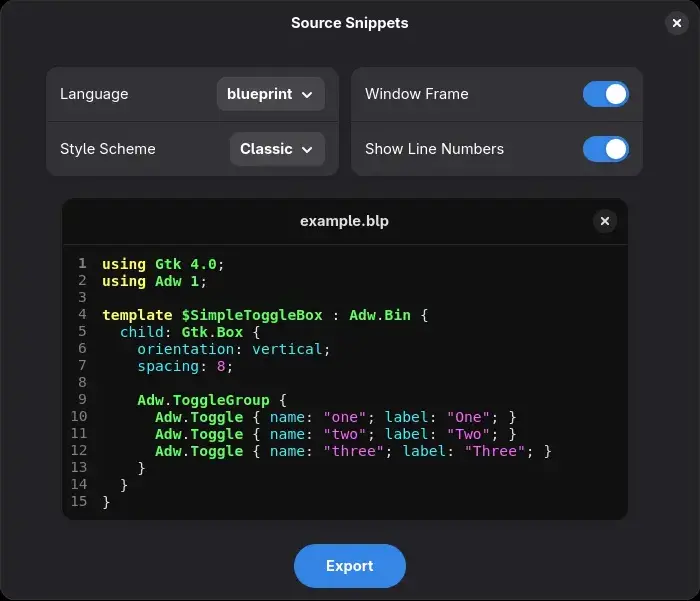 Source Snippets
Language blueprint
Window Frame
Style Scheme Classic
Show Line Numbers
example.blp
1 using Gtk 4.0;
2 using Adw 1;
3
4 template $SimpleToggleBox : Adw.Bin {
5   child: Gtk.Box {
6     orientation: vertical;
7     spacing: 8;
8
9     Adw.ToggleGroup {
10       Adw.Toggle { name: "one"; label: "One"; }
11       Adw.Toggle { name: "two"; label: "Two"; }
12       Adw.Toggle { name: "three"; label: "Three"; }
13     }
14   }
15 }
Export